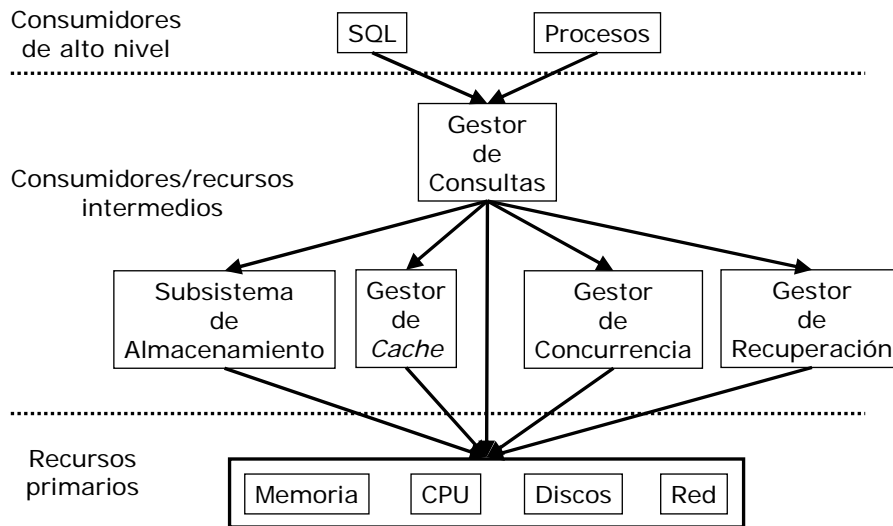 Consumidores
de alto nivel
SQL
Procesos
Gestor
de
Consultas
Consumidores/recursos
intermedios
Subsistema
de
Almacenamiento
Gestor
de
Cache
Gestor
de
Concurrencia
Gestor
de
Recuperación
Recursos
primarios
Memoria
CPU
Discos
Red